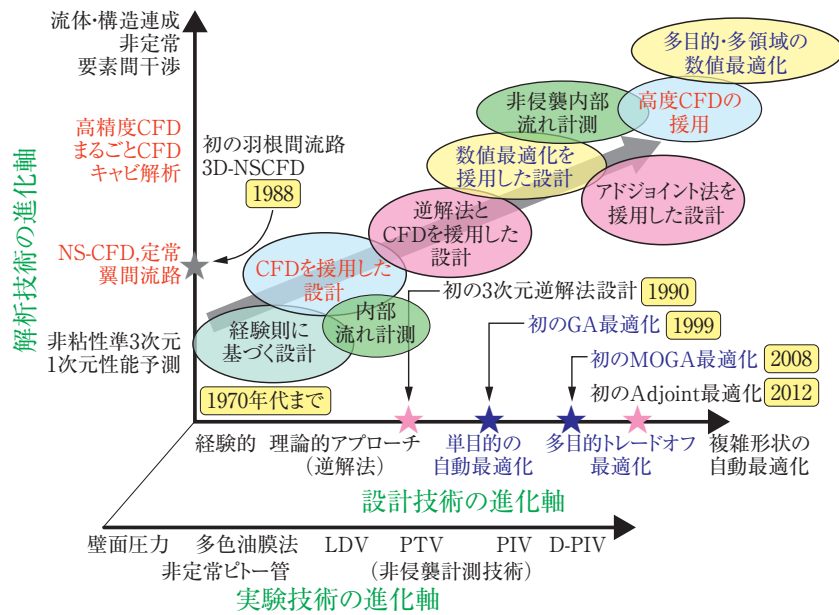 流体・構造連成
非定常
要素間干渉
高精度CFD
まるごとCFD
キャビ解析
NS-CFD,定常
翼間流路
非粘性準3次元
1次元性能予測
解析技術の進化軸
初の羽根間流路
3D-NSCFD
1988
多目的・多領域の
数値最適化
非侵襲内部
流れ計測
高度CFDの
援用
数値最適化を
援用した設計
アドジョイント法を
援用した設計
逆解法と
CFDを援用した
設計
CFDを援用した
設計
内部
流れ計測
経験則に
基づく設計
1970年代まで
初の3次元逆解法設計 1990
初のGA最適化 1999
初のMOGA最適化 2008
初のAdjoint最適化 2012
経験的
理論的アプローチ
(逆解法)
単目的の
自動最適化
多目的トレードオフ
最適化
複雑形状の
自動最適化
設計技術の進化軸
壁面圧力 多色油膜法 LDV PTV PIV D-PIV
非定常ピトー管 (非侵襲計測技術)
実験技術の進化軸